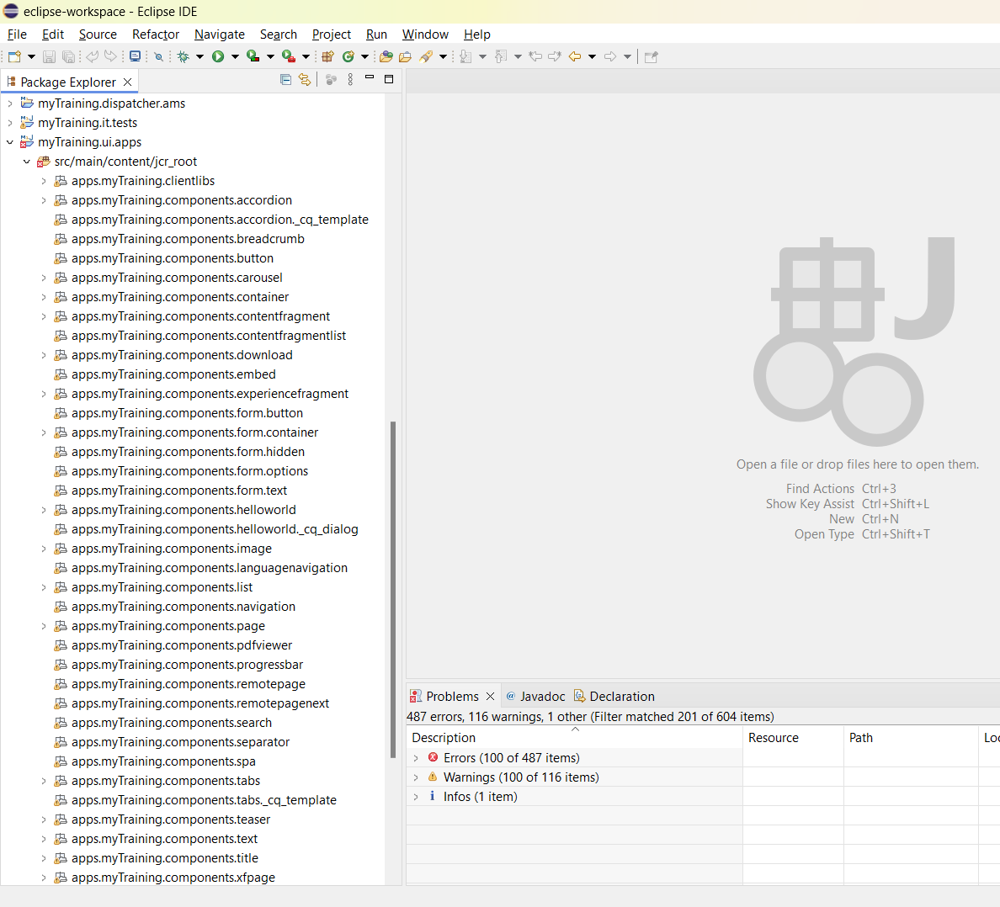 eclipse-workspace - Eclipse IDE
File Edit Source Refactor Navigate Search Project Run Window Help
Package Explorer
myTraining.dispatcher.ams
myTraining.it.tests
myTraining.ui.apps
src/main/content/jcr_root
apps.myTraining.clientlibs
apps.myTraining.components.accordion
apps.myTraining.components.accordion._cq_template
apps.myTraining.components.breadcrumb
apps.myTraining.components.button
apps.myTraining.components.carousel
apps.myTraining.components.container
apps.myTraining.components.contentfragment
apps.myTraining.components.contentfragmentlist
apps.myTraining.components.download
apps.myTraining.components.embed
apps.myTraining.components.experiencefragment
apps.myTraining.components.form.button
apps.myTraining.components.form.container
apps.myTraining.components.form.hidden
apps.myTraining.components.form.options
apps.myTraining.components.form.text
apps.myTraining.components.helloworld
apps.myTraining.components.helloworld._cq_dialog
apps.myTraining.components.image
apps.myTraining.components.languagenavigation
apps.myTraining.components.list
apps.myTraining.components.navigation
apps.myTraining.components.page
apps.myTraining.components.pdfviewer
apps.myTraining.components.progressbar
apps.myTraining.components.remotepage
apps.myTraining.components.remotepagenext
apps.myTraining.components.search
apps.myTraining.components.separator
apps.myTraining.components.spa
apps.myTraining.components.tabs
apps.myTraining.components.tabs._cq_template
apps.myTraining.components.teaser
apps.myTraining.components.text
apps.myTraining.components.title
apps.myTraining.components.xfpage
J
Open a file or drop files here to open them.
Find Actions Ctrl+3
Show Key Assist Ctrl+Shift+L
New Ctrl+N
Open Type Ctrl+Shift+T
Problems @ Javadoc Declaration
487 errors, 116 warnings, 1 other (Filter matched 201 of 604 items)
Description Resource Path Loc
Errors (100 of 487 items)
Warnings (100 of 116 items)
Infos (1 item)